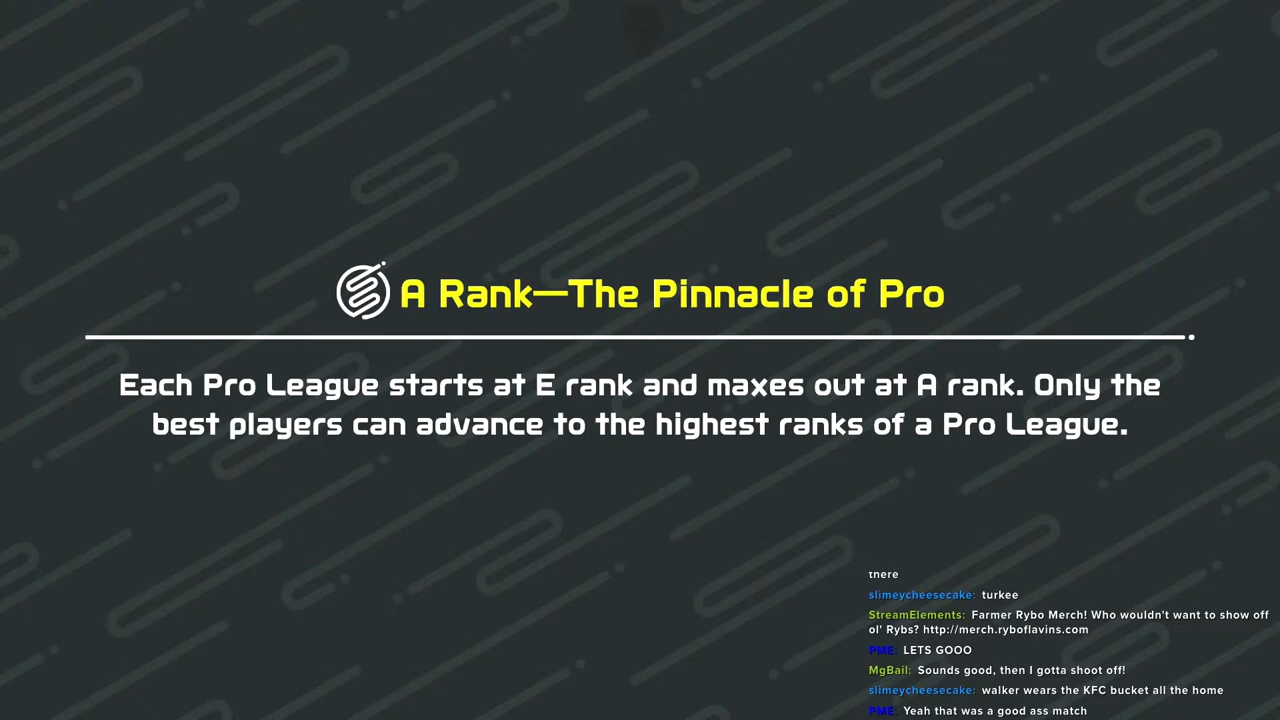 A Rank—The Pinnacle of Pro
Each Pro League starts at E rank and maxes out at A rank. Only the
best players can advance to the highest ranks of a Pro League.
there
slimeycheesecake: turkee
StreamElements: Farmer Rybo Merch! Who wouldn't want to show off
ol' Rybs? http://merch.ryboflavins.com
PME: LETS GOOO
MgBail: Sounds good, then I gotta shoot off!
slimeycheesecake: walker wears the KFC bucket all the home
PME: Yeah that was a good ass match